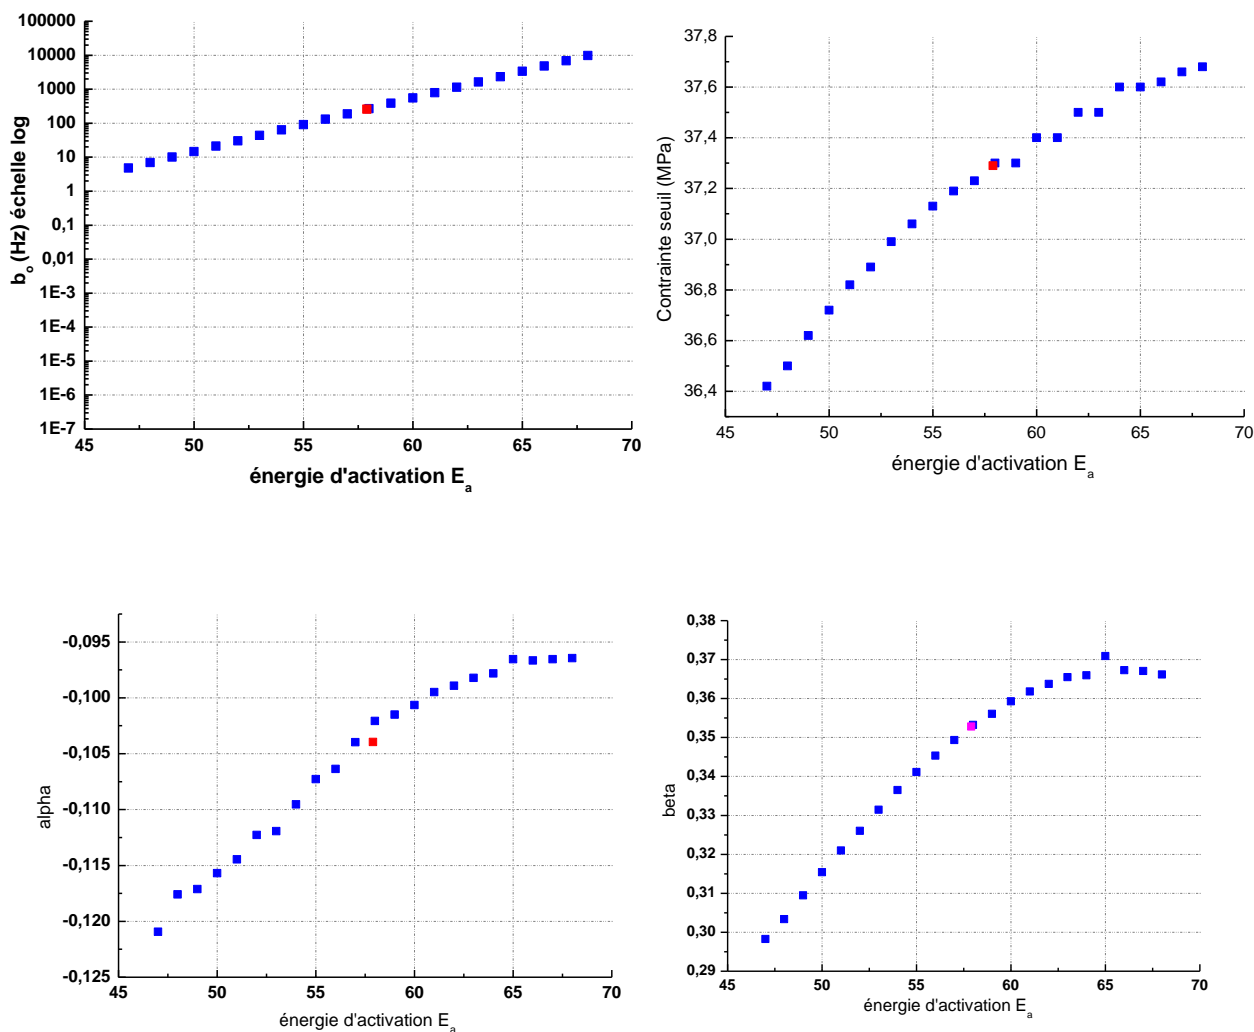 100000
10000
1000
100
10
1
0,1
0,01
1E-3
1E-4
1E-5
1E-6
1E-7
b_o (Hz) échelle log
45 50 55 60 65 70
énergie d'activation E_a
37,8
37,6
37,4
37,2
37,0
36,8
36,6
36,4
Contrainte seuil (MPa)
45 50 55 60 65 70
énergie d'activation E_a
-0,095
-0,100
-0,105
-0,110
-0,115
-0,120
-0,125
alpha
45 50 55 60 65 70
énergie d'activation E_a
0,38
0,37
0,36
0,35
0,34
0,33
0,32
0,31
0,30
0,29
beta
45 50 55 60 65 70
énergie d'activation E_a